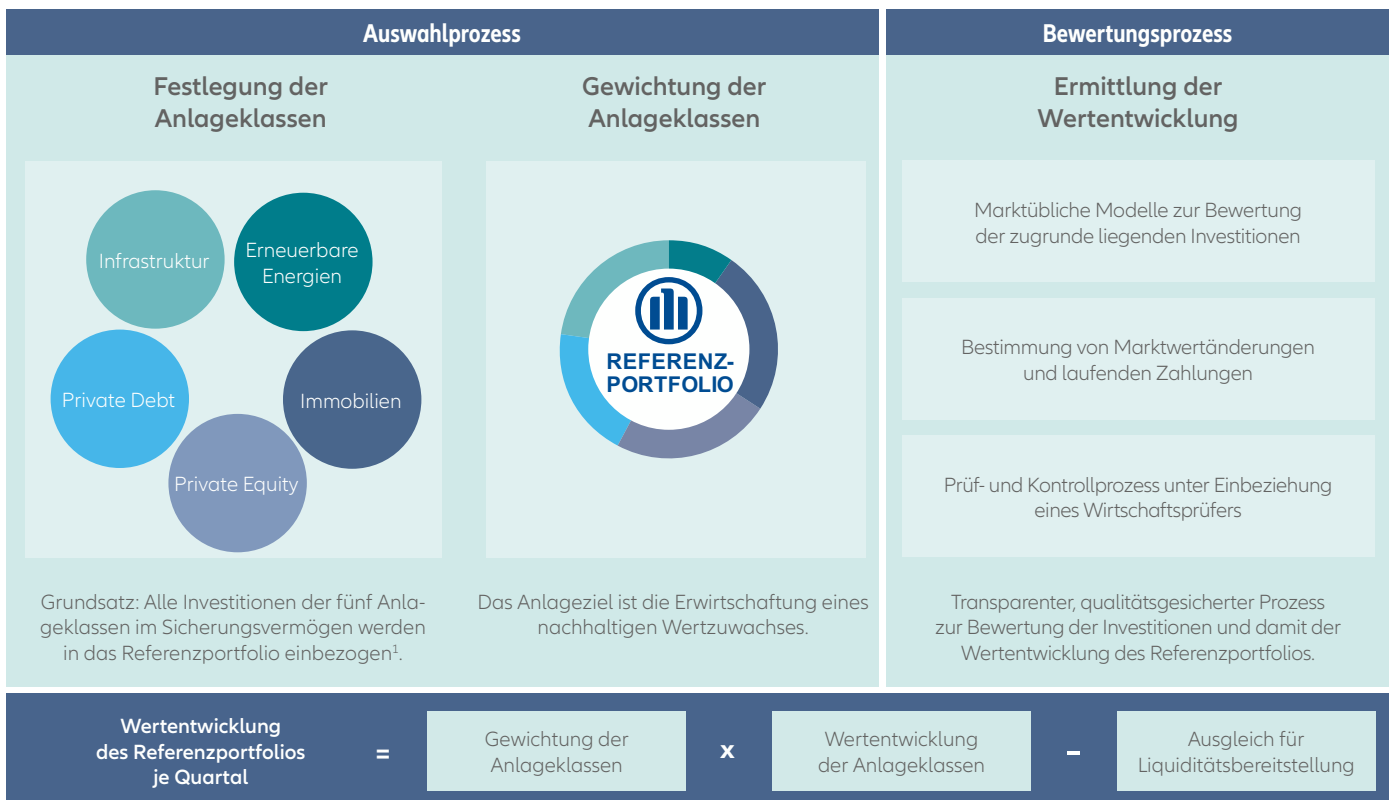 Auswahlprozess
Festlegung der
Anlageklassen
Infrastruktur
Erneuerbare
Energien
Private Debt
Immobilien
Private Equity
Grundsatz: Alle Investitionen der fünf Anla-
geklassen im Sicherungsvermögen werden
in das Referenzportfolio einbezogen¹.
Gewichtung der
Anlageklassen
REFERENZ-
PORTFOLIO
Das Anlageziel ist die Erwirtschaftung eines
nachhaltigen Wertzuwachses.
Bewertungsprozess
Ermittlung der
Wertentwicklung
Marktübliche Modelle zur Bewertung
der zugrunde liegenden Investitionen
Bestimmung von Marktwertänderungen
und laufenden Zahlungen
Prüf- und Kontrollprozess unter Einbeziehung
eines Wirtschaftsprüfers
Transparenter, qualitätsgesicherter Prozess
zur Bewertung der Investitionen und damit der
Wertentwicklung des Referenzportfolios.
Wertentwicklung
des Referenzportfolios
je Quartal
=
Gewichtung der
Anlageklassen
x
Wertentwicklung
der Anlageklassen
–
Ausgleich für
Liquiditätsbereitstellung